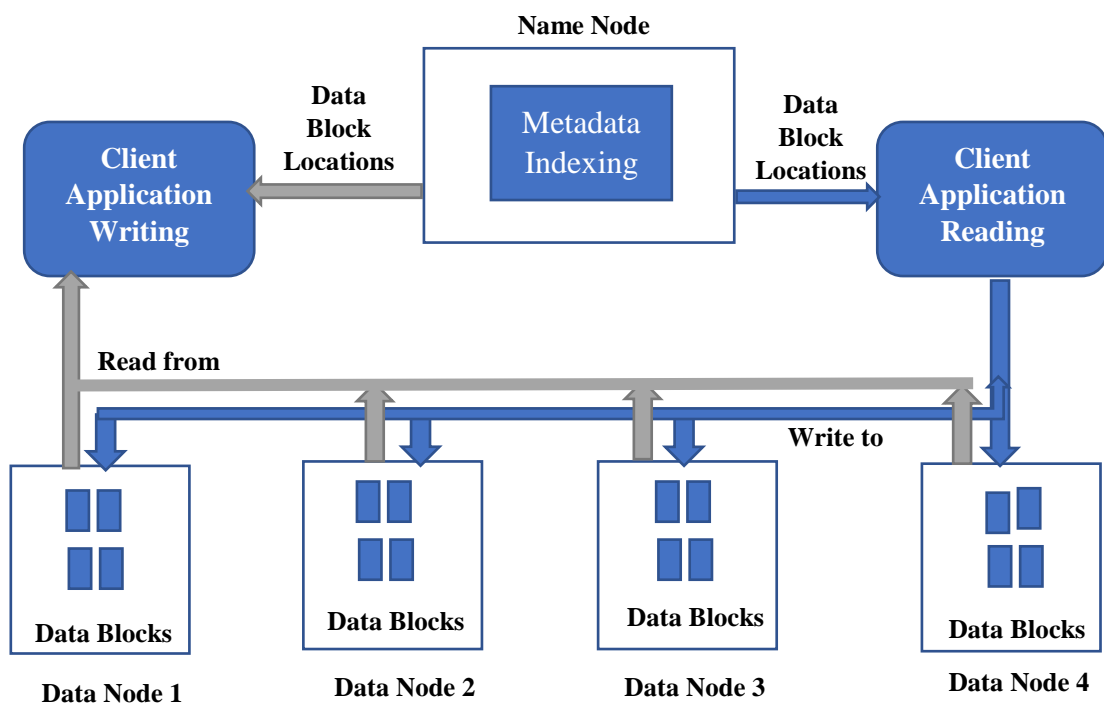 Name Node
Data
Block
Locations
Metadata
Indexing
Data
Block
Locations
Client
Application
Writing
Client
Application
Reading
Read from
Write to
Data Blocks
Data Blocks
Data Blocks
Data Blocks
Data Node 1
Data Node 2
Data Node 3
Data Node 4